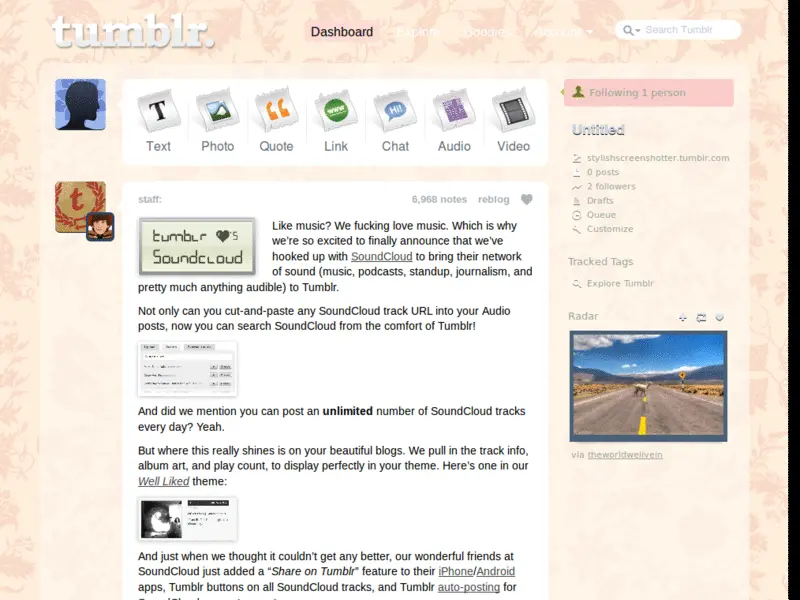 tumblr.
Dashboard Explore Goodies Account
Search Tumblr
Text Photo Quote Link Chat Audio Video
Following 1 person
Untitled
stylishscreenshotter.tumblr.com
0 posts
2 followers
Drafts
Queue
Customize
Tracked Tags
Explore Tumblr
Radar
via theworldwelivein
staff: 6,968 notes reblog
tumblr ♥'s
Soundcloud
Like music? We fucking love music. Which is why
we're so excited to finally announce that we've
hooked up with SoundCloud to bring their network
of sound (music, podcasts, standup, journalism, and
pretty much anything audible) to Tumblr.
Not only can you cut-and-paste any SoundCloud track URL into your Audio
posts, now you can search SoundCloud from the comfort of Tumblr!
And did we mention you can post an unlimited number of SoundCloud tracks
every day? Yeah.
But where this really shines is on your beautiful blogs. We pull in the track info,
album art, and play count, to display perfectly in your theme. Here's one in our
Well Liked theme:
And just when we thought it couldn't get any better, our wonderful friends at
SoundCloud just added a “Share on Tumblr” feature to their iPhone/Android
apps, Tumblr buttons on all SoundCloud tracks, and Tumblr auto-posting for